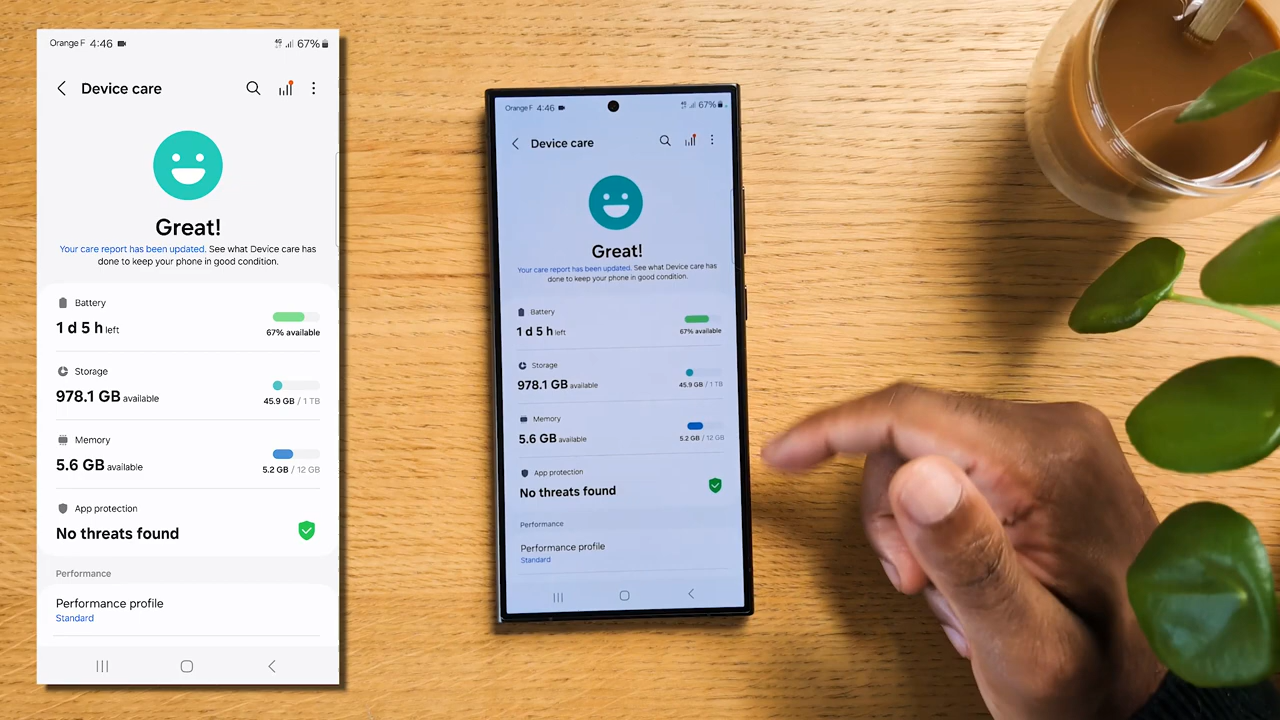 Orange F 4:46
4G 67%
Device care
Great!
Your care report has been updated. See what Device care has
done to keep your phone in good condition.
Battery
1 d 5 h left
67% available
Storage
978.1 GB available
45.9 GB / 1 TB
Memory
5.6 GB available
5.2 GB / 12 GB
App protection
No threats found
Performance
Performance profile
Standard
Orange F 4:46
67%
Device care
Great!
Your care report has been updated. See what Device care has
done to keep your phone in good condition.
Battery
1 d 5 h left
67% available
Storage
978.1 GB available
45.9 GB / 1 TB
Memory
5.6 GB available
5.2 GB / 12 GB
App protection
No threats found
Performance
Performance profile
Standard